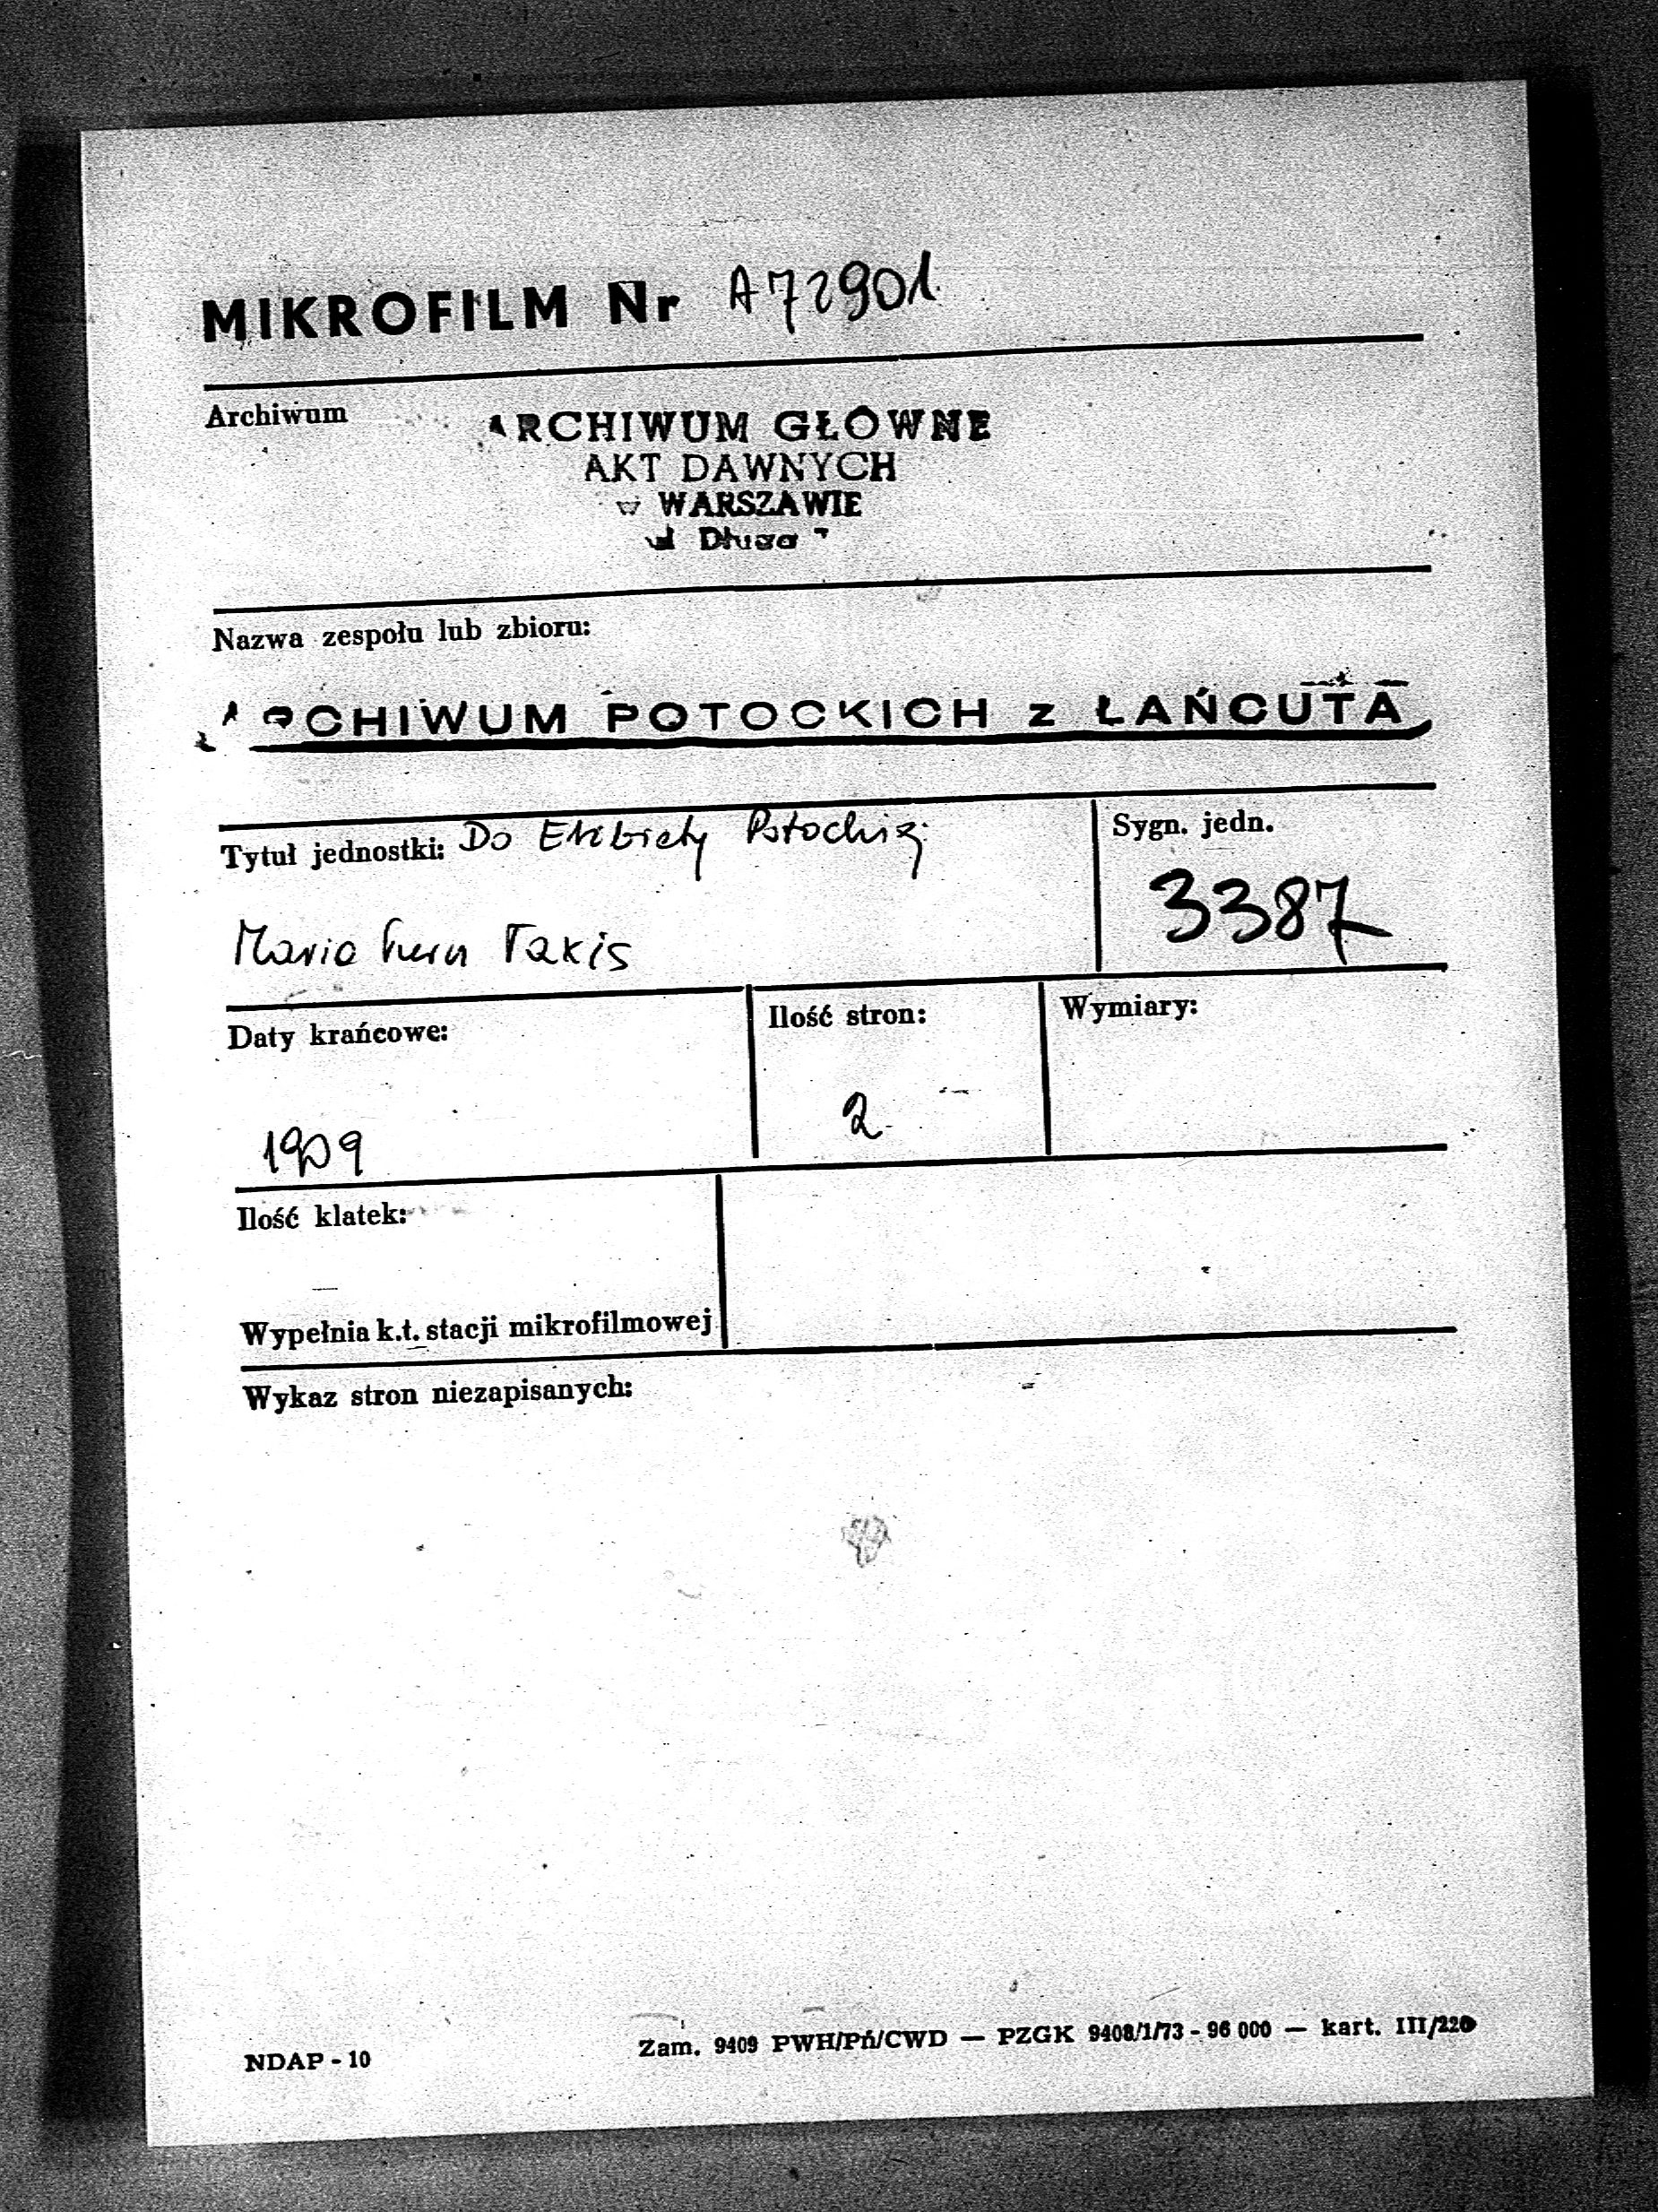 MIKROFILM Nr A72901
Archiwum
ARCHIWUM GŁÓWNE
AKT DAWNYCH
w WARSZAWIE
ul Długa 7
Nazwa zespołu lub zbioru:
ARCHIWUM POTOCKICH z ŁAŃCUTA
Tytuł jednostki: Do Elżbiety Potockiej
Sygn. jedn.
3387
Maria Taxis
Daty krańcowe:
Ilość stron:
Wymiary:
1909
2
Ilość klatek:
Wypełnia k.t. stacji mikrofilmowej
Wykaz stron niezapisanych:
NDAP - 10
Zam. 9409 PWH/Pń/CWD — PZGK 9408/1/73 - 96 000 — kart. III/220